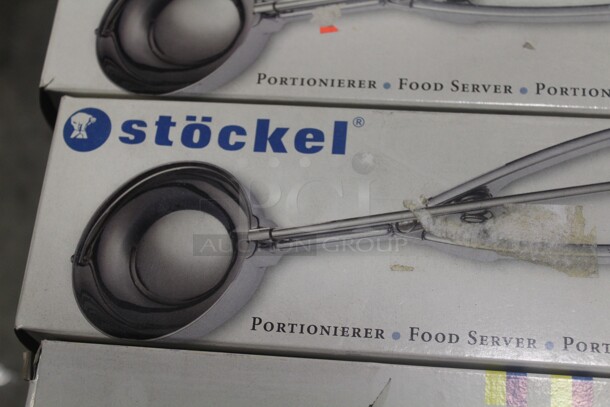 PORTIONIERER • FOOD SERVER • PORTION
stöckel®
PCI
AUCTION GROUP
PORTIONIERER • FOOD SERVER • PORT